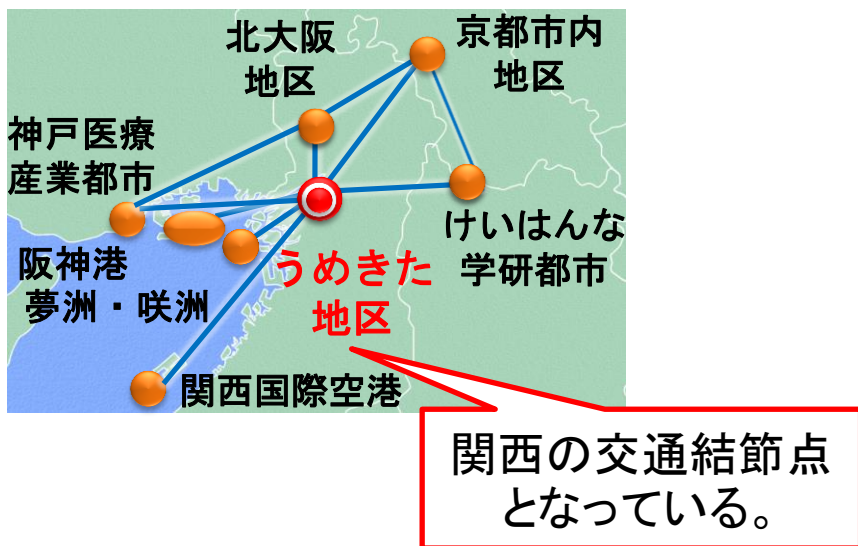 北大阪
地区
京都市内
地区
神戸医療
産業都市
けいはんな
学研都市
阪神港
夢洲・咲洲
うめきた
地区
関西国際空港
関西の交通結節点
となっている。